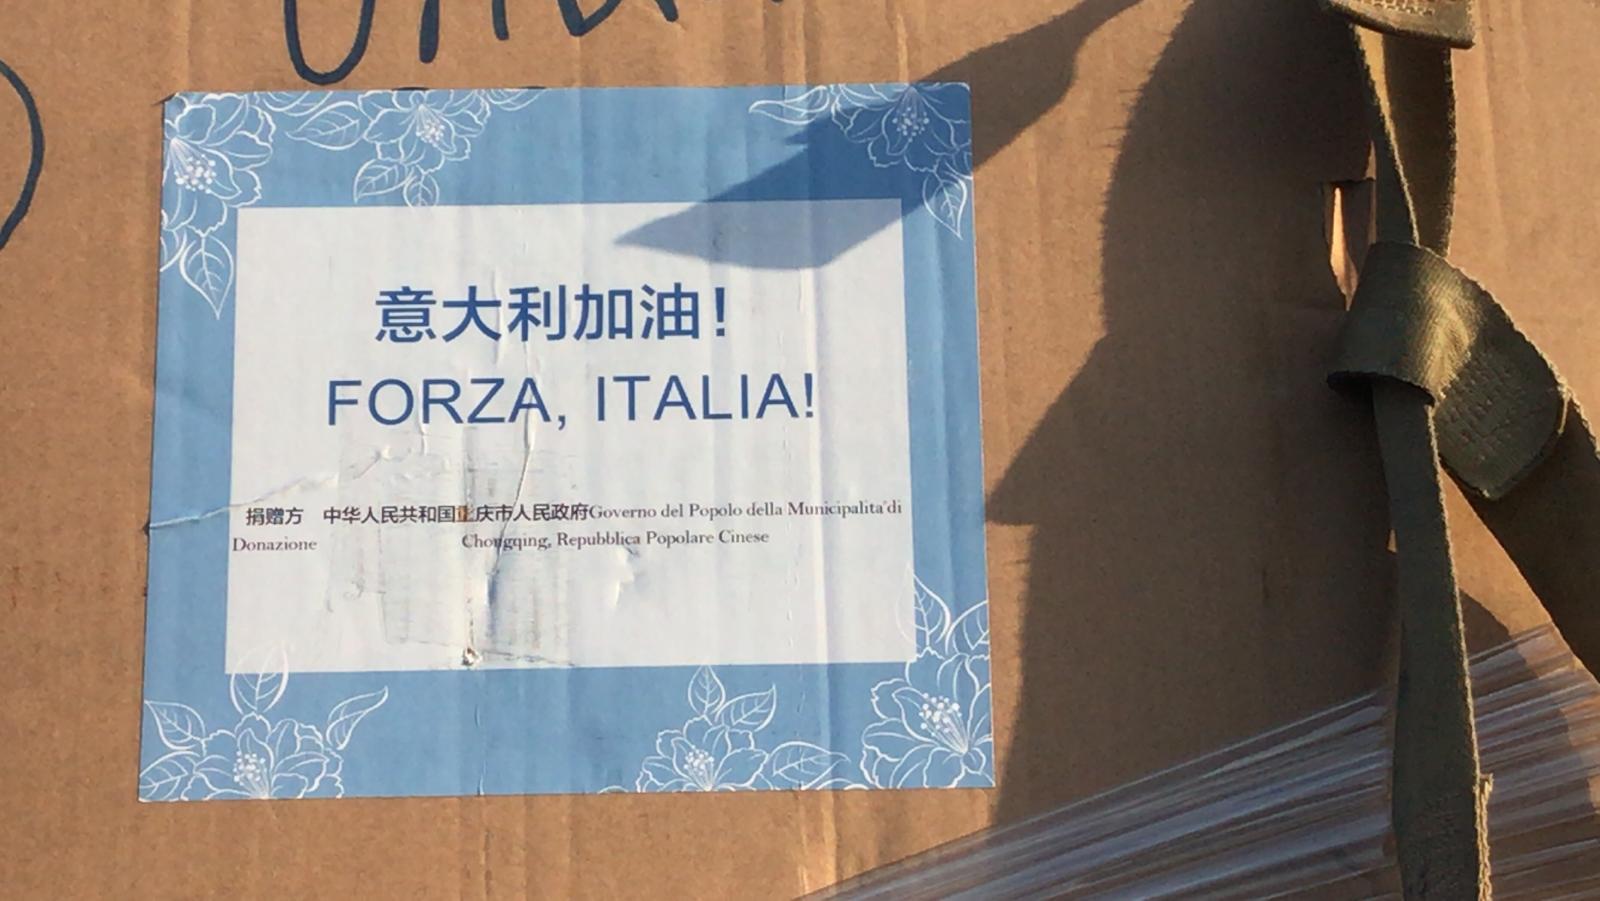 意大利加油！
FORZA, ITALIA!
捐赠方 中华人民共和国重庆市人民政府Governo del Popolo della Municipalita'di
Donazione Chongqing, Repubblica Popolare Cinese